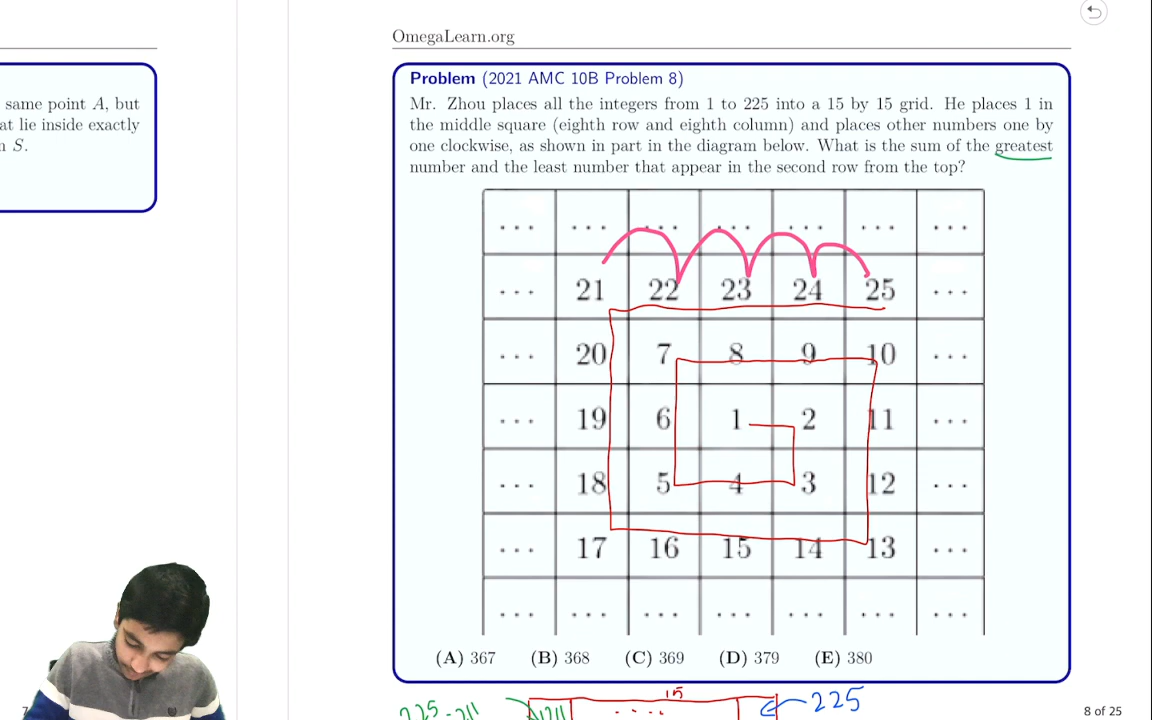 OmegaLearn.org
same point A, but
at lie inside exactly
n S.
Problem (2021 AMC 10B Problem 8)
Mr. Zhou places all the integers from 1 to 225 into a 15 by 15 grid. He places 1 in
the middle square (eighth row and eighth column) and places other numbers one by
one clockwise, as shown in part in the diagram below. What is the sum of the greatest
number and the least number that appear in the second row from the top?
... ... ... ... ... ... ...
... 21 22 23 24 25 ...
... 20 7 8 9 10 ...
... 19 6 1 2 11 ...
... 18 5 4 3 12 ...
... 17 16 15 14 13 ...
... ... ... ... ... ... ...
(A) 367 (B) 368 (C) 369 (D) 379 (E) 380
15
225-211 211 .... 225
8 of 25